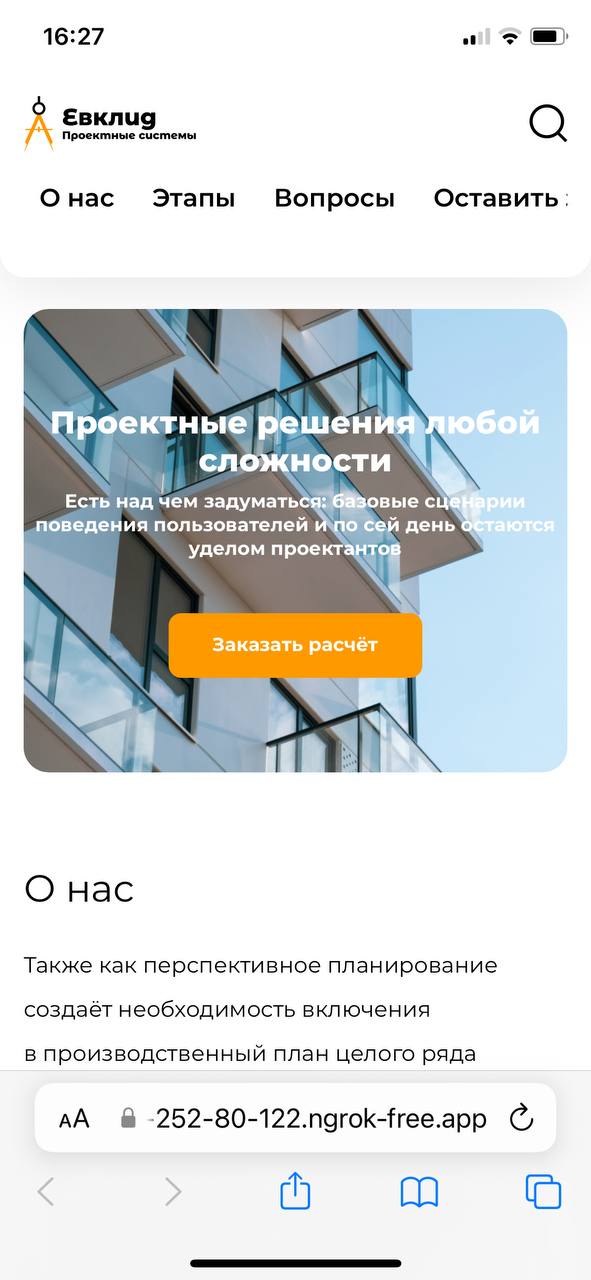 16:27
Евклид
Проектные системы
О нас Этапы Вопросы Оставить
Проектные решения любой
сложности
Есть над чем задуматься: базовые сценарии
поведения пользователей и по сей день остаются
уделом проектантов
Заказать расчёт
О нас
Также как перспективное планирование
создаёт необходимость включения
в производственный план целого ряда
AA -252-80-122.ngrok-free.app